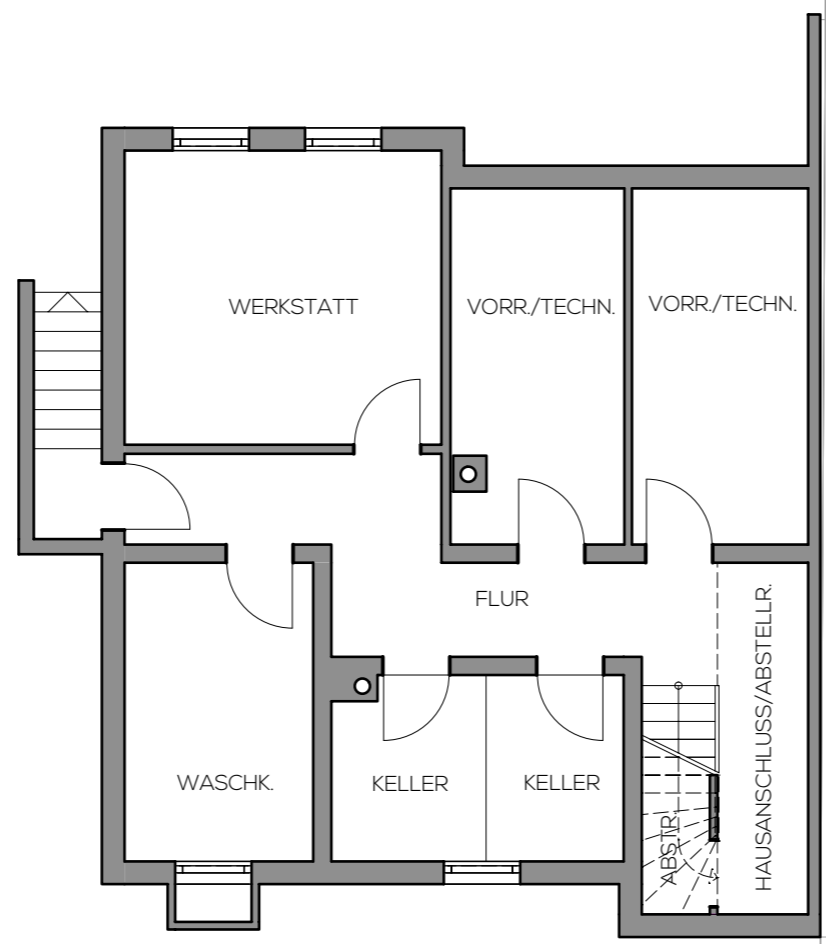 WERKSTATT
VORR./TECHN.
VORR./TECHN.
FLUR
HAUSANSCHLUSS/ABSTELLR.
WASCHK.
KELLER
KELLER
ABSTR.